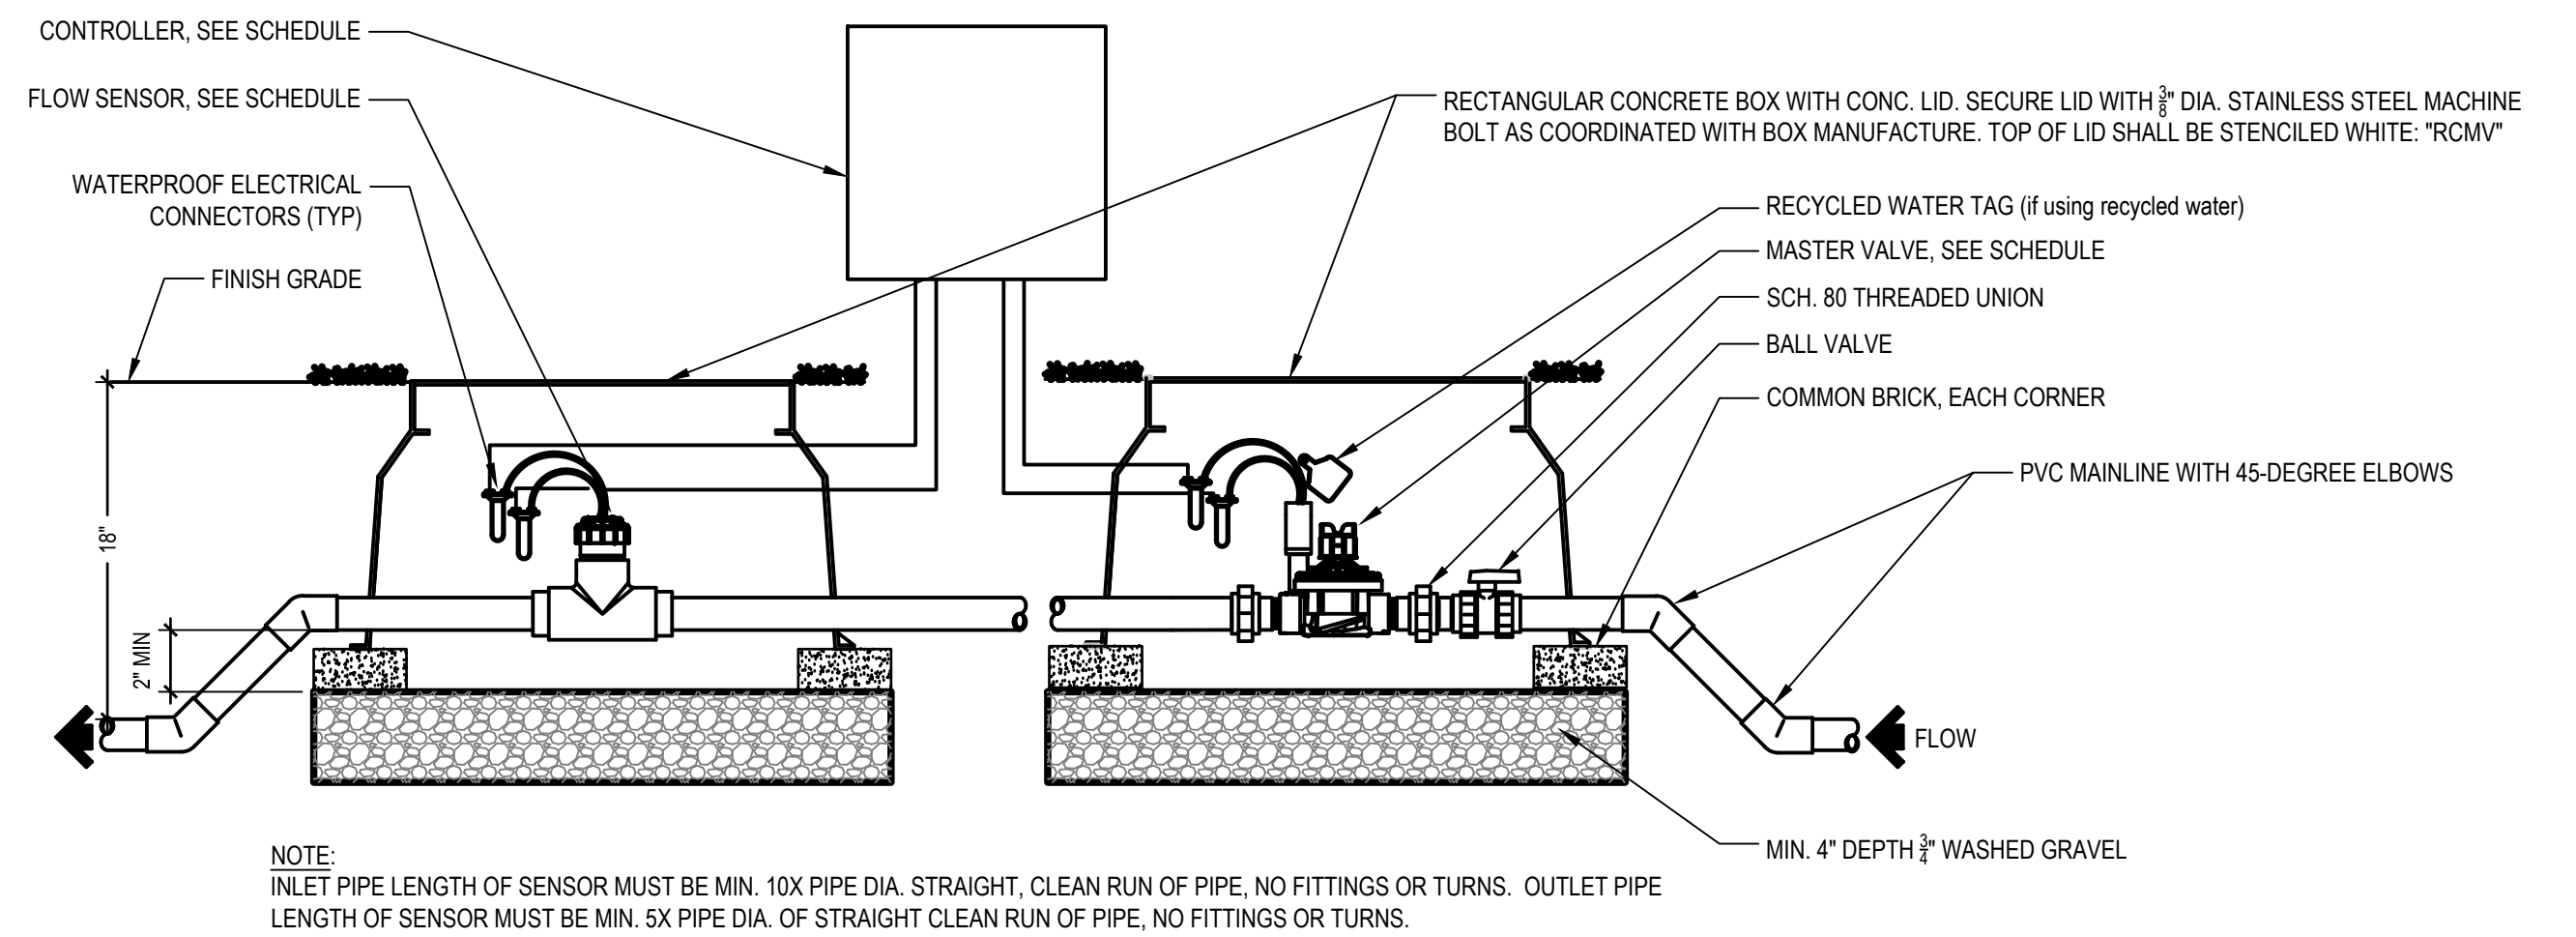 CONTROLLER, SEE SCHEDULE
FLOW SENSOR, SEE SCHEDULE
WATERPROOF ELECTRICAL
CONNECTORS (TYP)
FINISH GRADE
18"
2" MIN
RECTANGULAR CONCRETE BOX WITH CONC. LID. SECURE LID WITH 3/8" DIA. STAINLESS STEEL MACHINE
BOLT AS COORDINATED WITH BOX MANUFACTURE. TOP OF LID SHALL BE STENCILED WHITE: "RCMV"
RECYCLED WATER TAG (if using recycled water)
MASTER VALVE, SEE SCHEDULE
SCH. 80 THREADED UNION
BALL VALVE
COMMON BRICK, EACH CORNER
PVC MAINLINE WITH 45-DEGREE ELBOWS
FLOW
MIN. 4" DEPTH 3/4" WASHED GRAVEL
NOTE:
INLET PIPE LENGTH OF SENSOR MUST BE MIN. 10X PIPE DIA. STRAIGHT, CLEAN RUN OF PIPE, NO FITTINGS OR TURNS. OUTLET PIPE
LENGTH OF SENSOR MUST BE MIN. 5X PIPE DIA. OF STRAIGHT CLEAN RUN OF PIPE, NO FITTINGS OR TURNS.